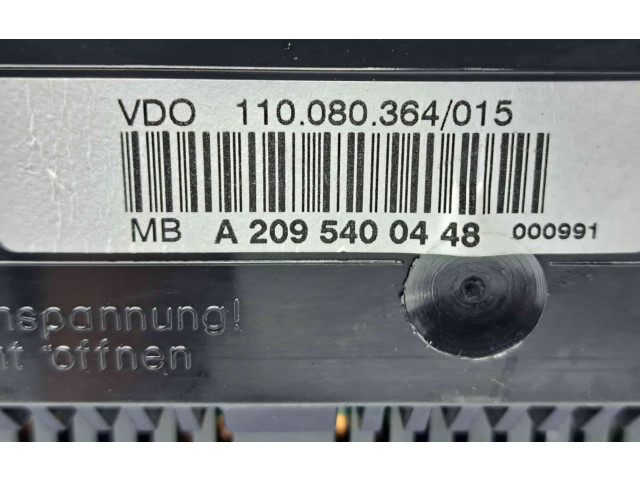 VDO 110.080.364/015
MB A 209 540 04 48 000991
nspannung!
öffnen